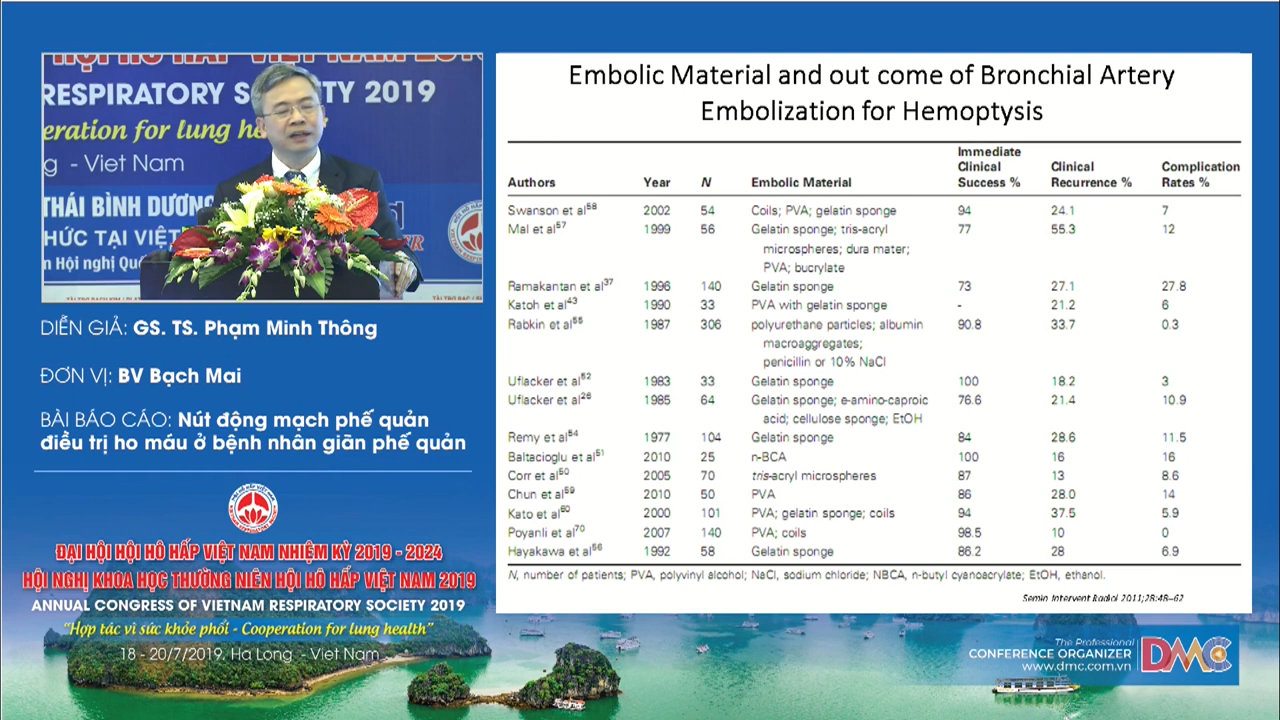 HỘI HÔ HẤP VIỆT NAM 201
RESPIRATORY S TY 2019
eration for lung he
g - Viet Nam
THÁI BÌNH DƯƠNG
HỨC TẠI VIỆT
n Hội nghị Quố
DIỄN GIẢ: GS. TS. Phạm Minh Thông
ĐƠN VỊ: BV Bạch Mai
BÀI BÁO CÁO: Nút động mạch phế quản
điều trị ho máu ở bệnh nhân giãn phế quản
ĐẠI HỘI HỘI HÔ HẤP VIỆT NAM NHIỆM KỲ 2019 - 2024
HỘI NGHỊ KHOA HỌC THƯỜNG NIÊN HỘI HÔ HẤP VIỆT NAM 2019
ANNUAL CONGRESS OF VIETNAM RESPIRATORY SOCIETY 2019
"Hợp tác vì sức khỏe phổi - Cooperation for lung health"
18 - 20/7/2019. Ha Long - Viet Nam
Embolic Material and out come of Bronchial Artery
Embolization for Hemoptysis
Authors Year N Embolic Material Immediate Clinical Success % Clinical Recurrence % Complication Rates %
Swanson et al58 2002 54 Coils; PVA; gelatin sponge 94 24.1 7
Mal et al57 1999 56 Gelatin sponge; tris-acryl 77 55.3 12
microspheres; dura mater;
PVA; bucrylate
Ramakantan et al37 1996 140 Gelatin sponge 73 27.1 27.8
Katoh et al43 1990 33 PVA with gelatin sponge - 21.2 6
Rabkin et al55 1987 306 polyurethane particles; albumin 90.8 33.7 0.3
macroaggregates;
penicillin or 10% NaCl
Uflacker et al52 1983 33 Gelatin sponge 100 18.2 3
Uflacker et al26 1985 64 Gelatin sponge; e-amino-caproic 76.6 21.4 10.9
acid; cellulose sponge; EtOH
Remy et al54 1977 104 Gelatin sponge 84 28.6 11.5
Baltacioglu et al51 2010 25 n-BCA 100 16 16
Corr et al50 2005 70 tris-acryl microspheres 87 13 8.6
Chun et al59 2010 50 PVA 86 28.0 14
Kato et al60 2000 101 PVA; gelatin sponge; coils 94 37.5 5.9
Poyanli et al70 2007 140 PVA; coils 98.5 10 0
Hayakawa et al56 1992 58 Gelatin sponge 86.2 28 6.9
N, number of patients; PVA, polyvinyl alcohol; NaCl, sodium chloride; NBCA, n-butyl cyanoacrylate; EtOH, ethanol.
Semin Intervent Radiol 2011;28:48–62
The Professional
CONFERENCE ORGANIZER
www.dmc.com.vn
DMC